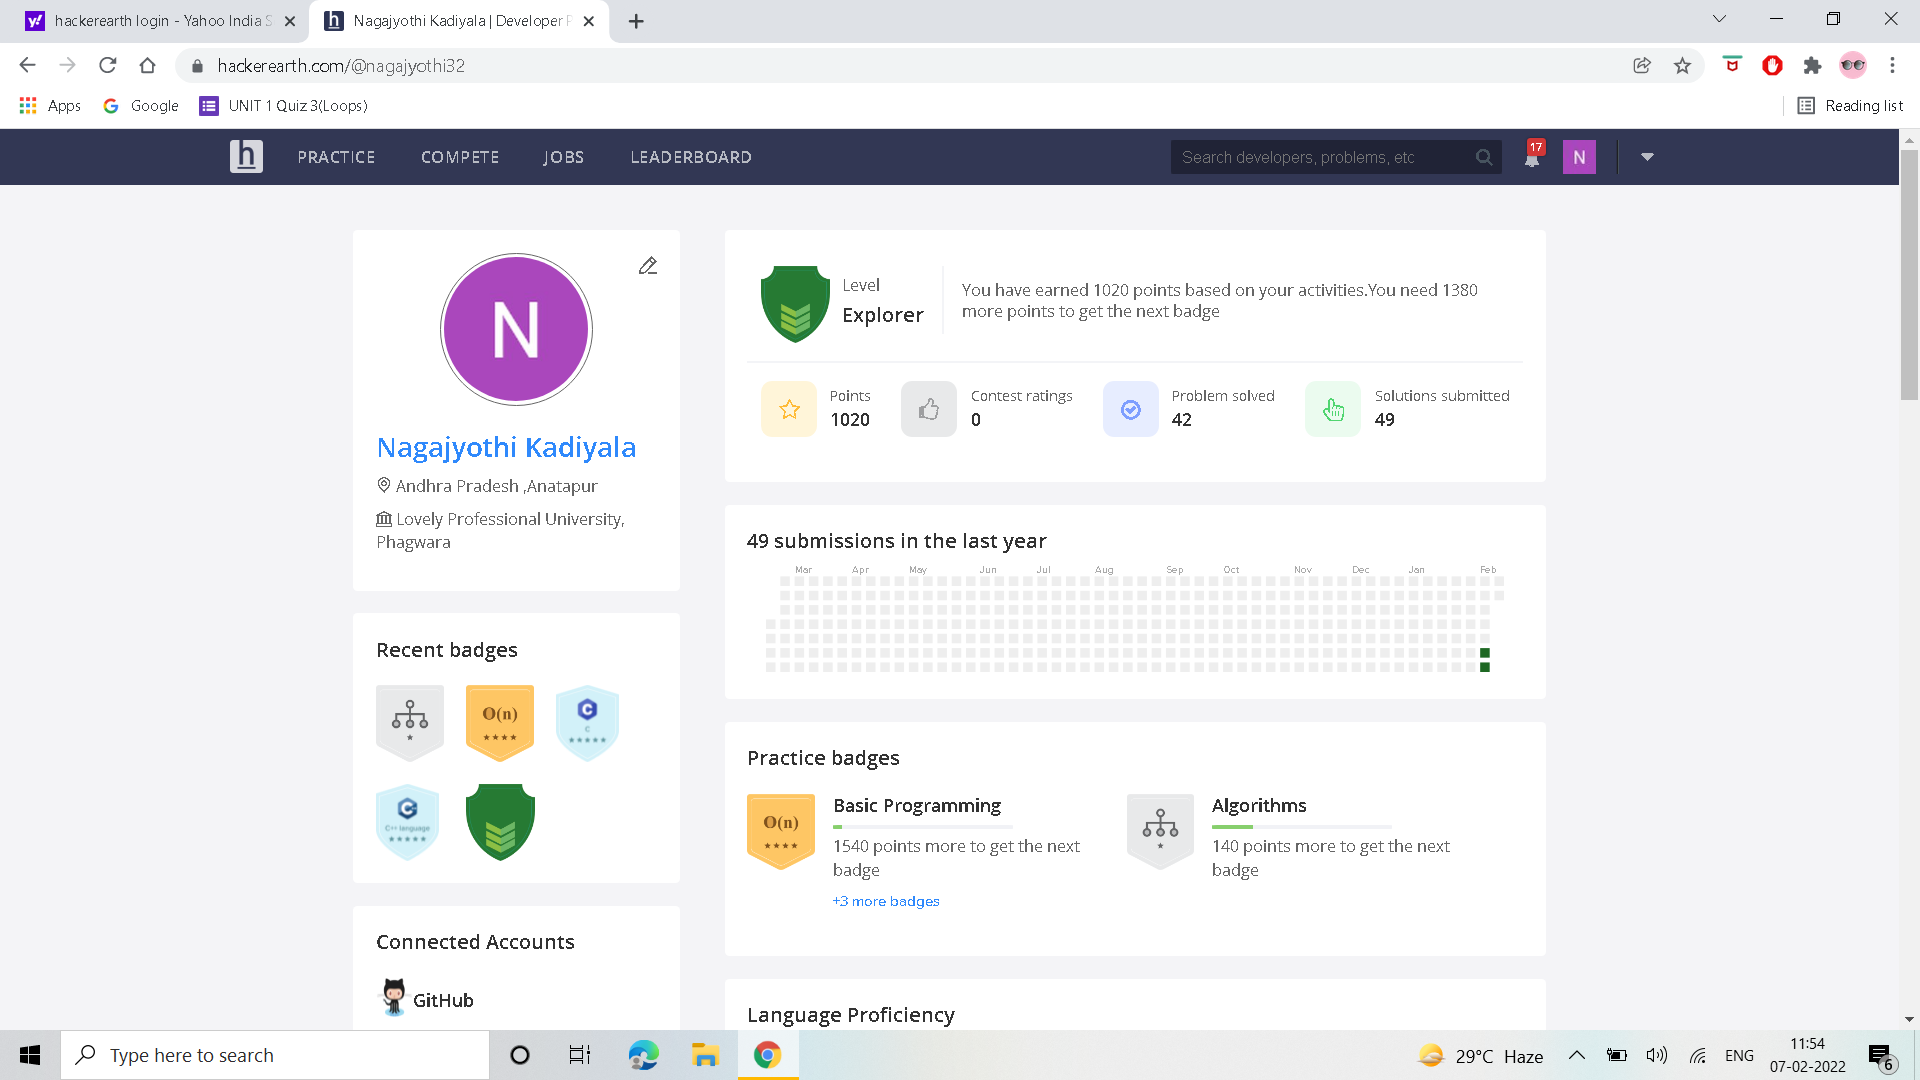 hackerearth login - Yahoo India S
Nagajyothi Kadiyala | Developer P
hackerearth.com/@nagajyothi32
Apps
Google
UNIT 1 Quiz 3(Loops)
Reading list
h
PRACTICE
COMPETE
JOBS
LEADERBOARD
Search developers, problems, etc
17
N
N
Nagajyothi Kadiyala
Andhra Pradesh ,Anatapur
Lovely Professional University,
Phagwara
Level
Explorer
You have earned 1020 points based on your activities.You need 1380
more points to get the next badge
Points
1020
Contest ratings
0
Problem solved
42
Solutions submitted
49
49 submissions in the last year
Mar Apr May Jun Jul Aug Sep Oct Nov Dec Jan Feb
Recent badges
O(n)
C
C
C
C++ language
Practice badges
O(n)
Basic Programming
1540 points more to get the next
badge
+3 more badges
Algorithms
140 points more to get the next
badge
Connected Accounts
GitHub
Language Proficiency
Type here to search
29°C Haze
ENG
11:54
07-02-2022
6